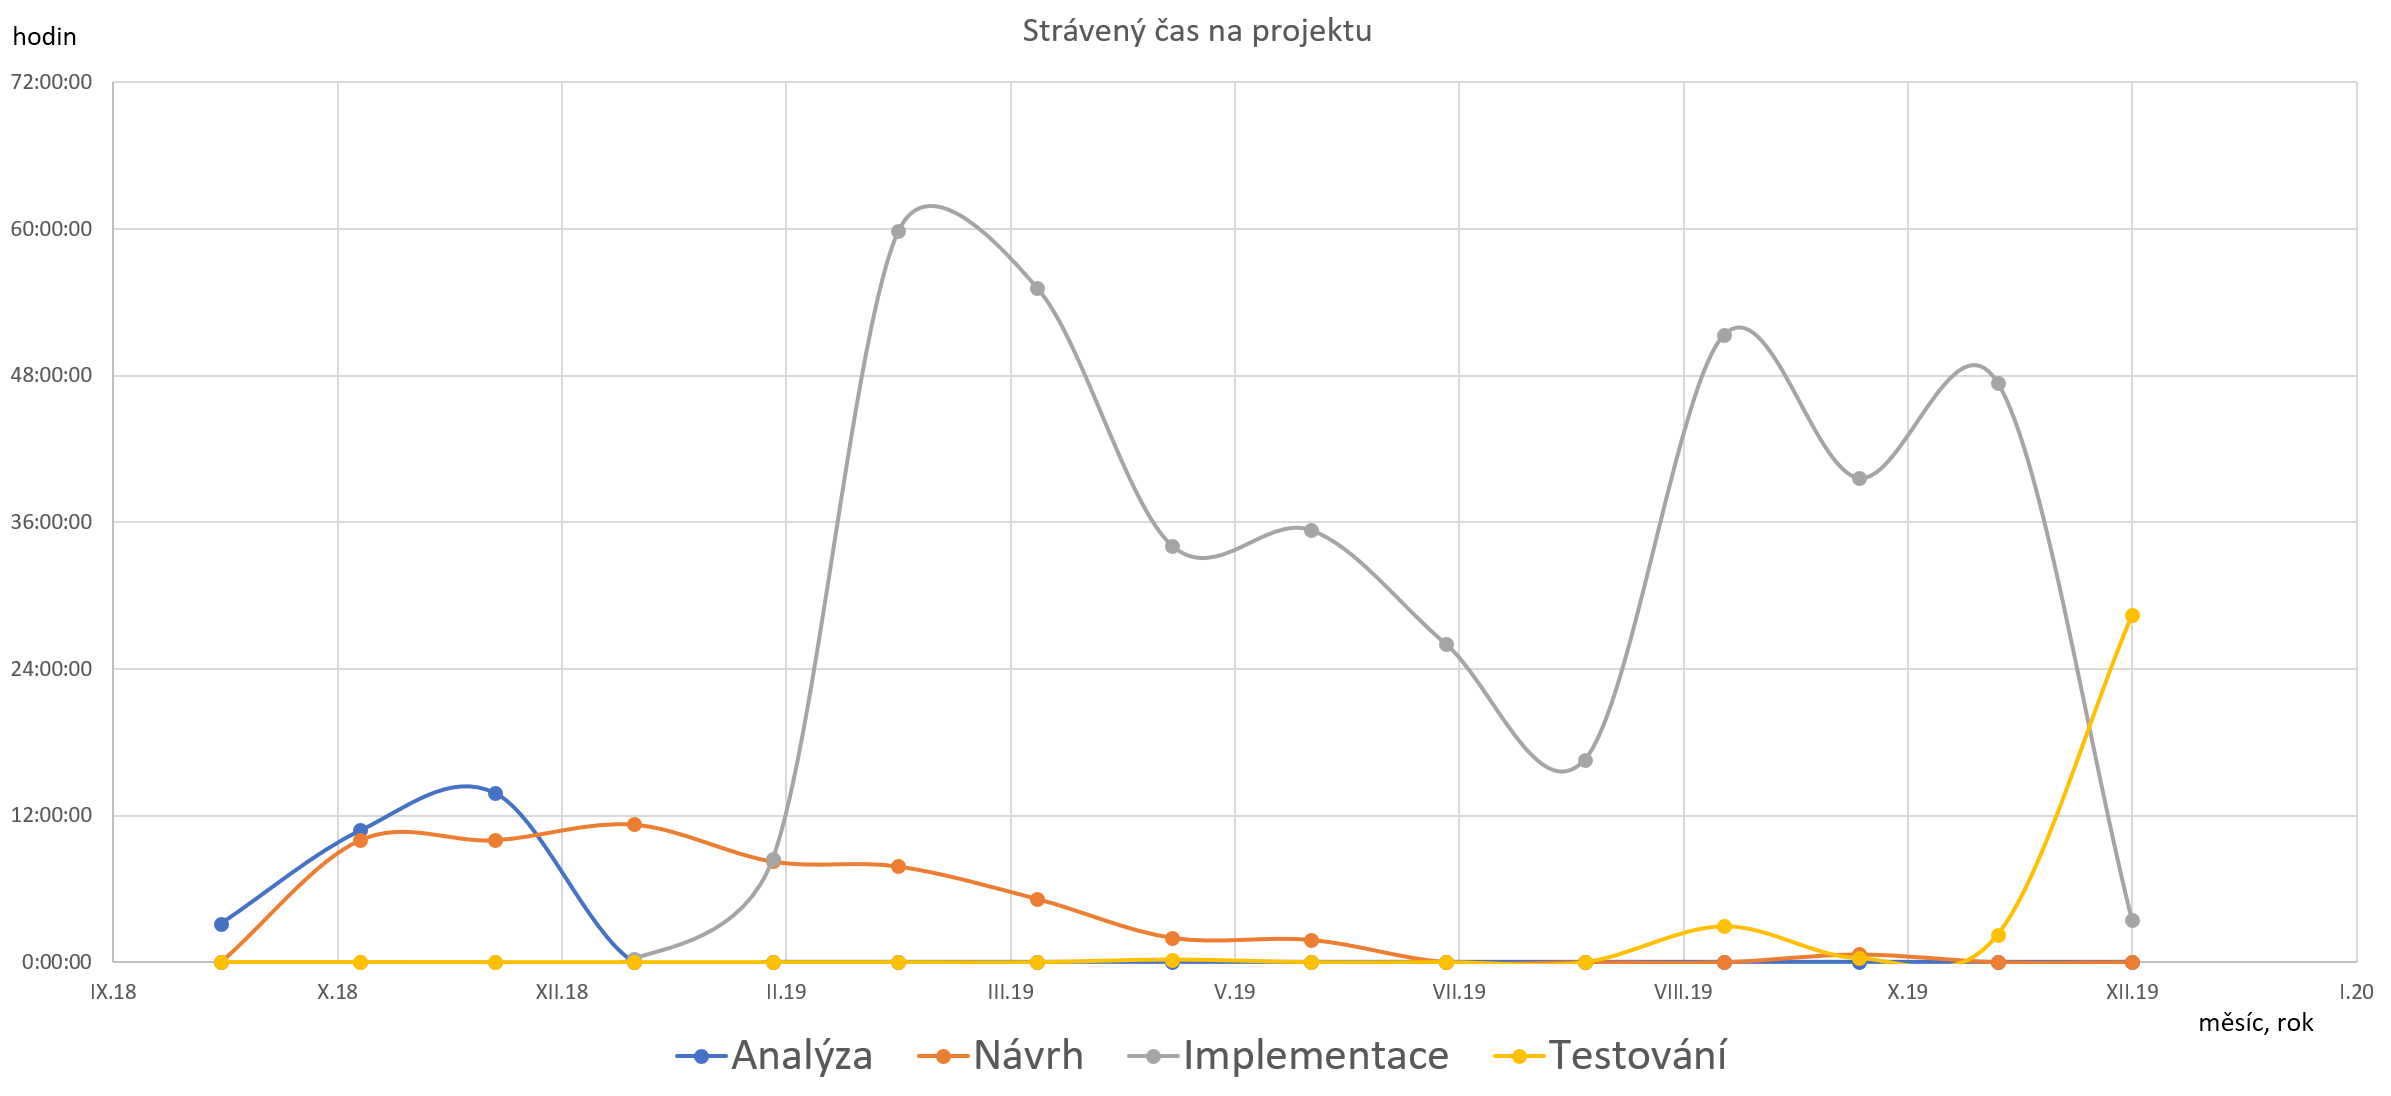 Strávený čas na projektu
hodin
72:00:00
60:00:00
48:00:00
36:00:00
24:00:00
12:00:00
0:00:00
IX.18 X.18 XII.18 II.19 III.19 V.19 VII.19 VIII.19 X.19 XII.19 I.20
měsíc, rok
Analýza Návrh Implementace Testování